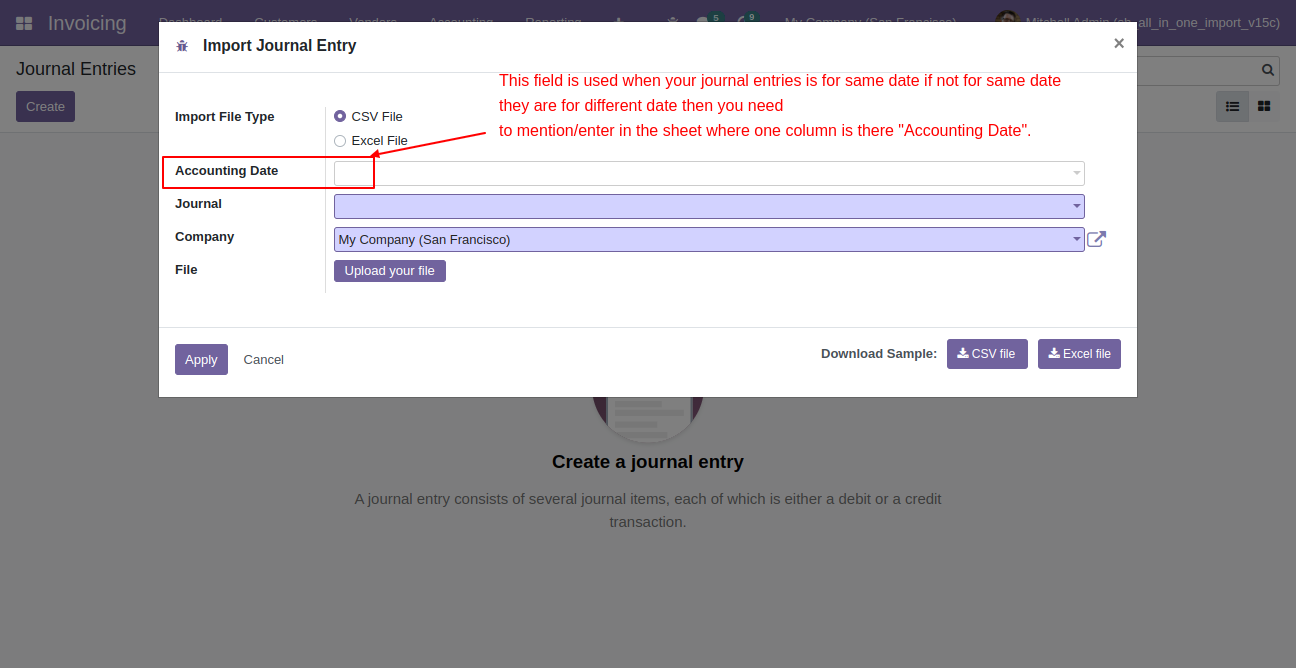 Invoicing Dashboard Customers Vendors Accounting Reporting 5 9 My Company (San Francisco) Mitchell Admin
all_in_one_import_v15c)
Journal Entries
Create
Import Journal Entry
×
This field is used when your journal entries is for same date if not for same date
they are for different date then you need
to mention/enter in the sheet where one column is there "Accounting Date".
Import File Type
CSV File
Excel File
Accounting Date
Journal
Company
My Company (San Francisco)
File
Upload your file
Apply
Cancel
Download Sample:
CSV file
Excel file
Create a journal entry
A journal entry consists of several journal items, each of which is either a debit or a credit
transaction.